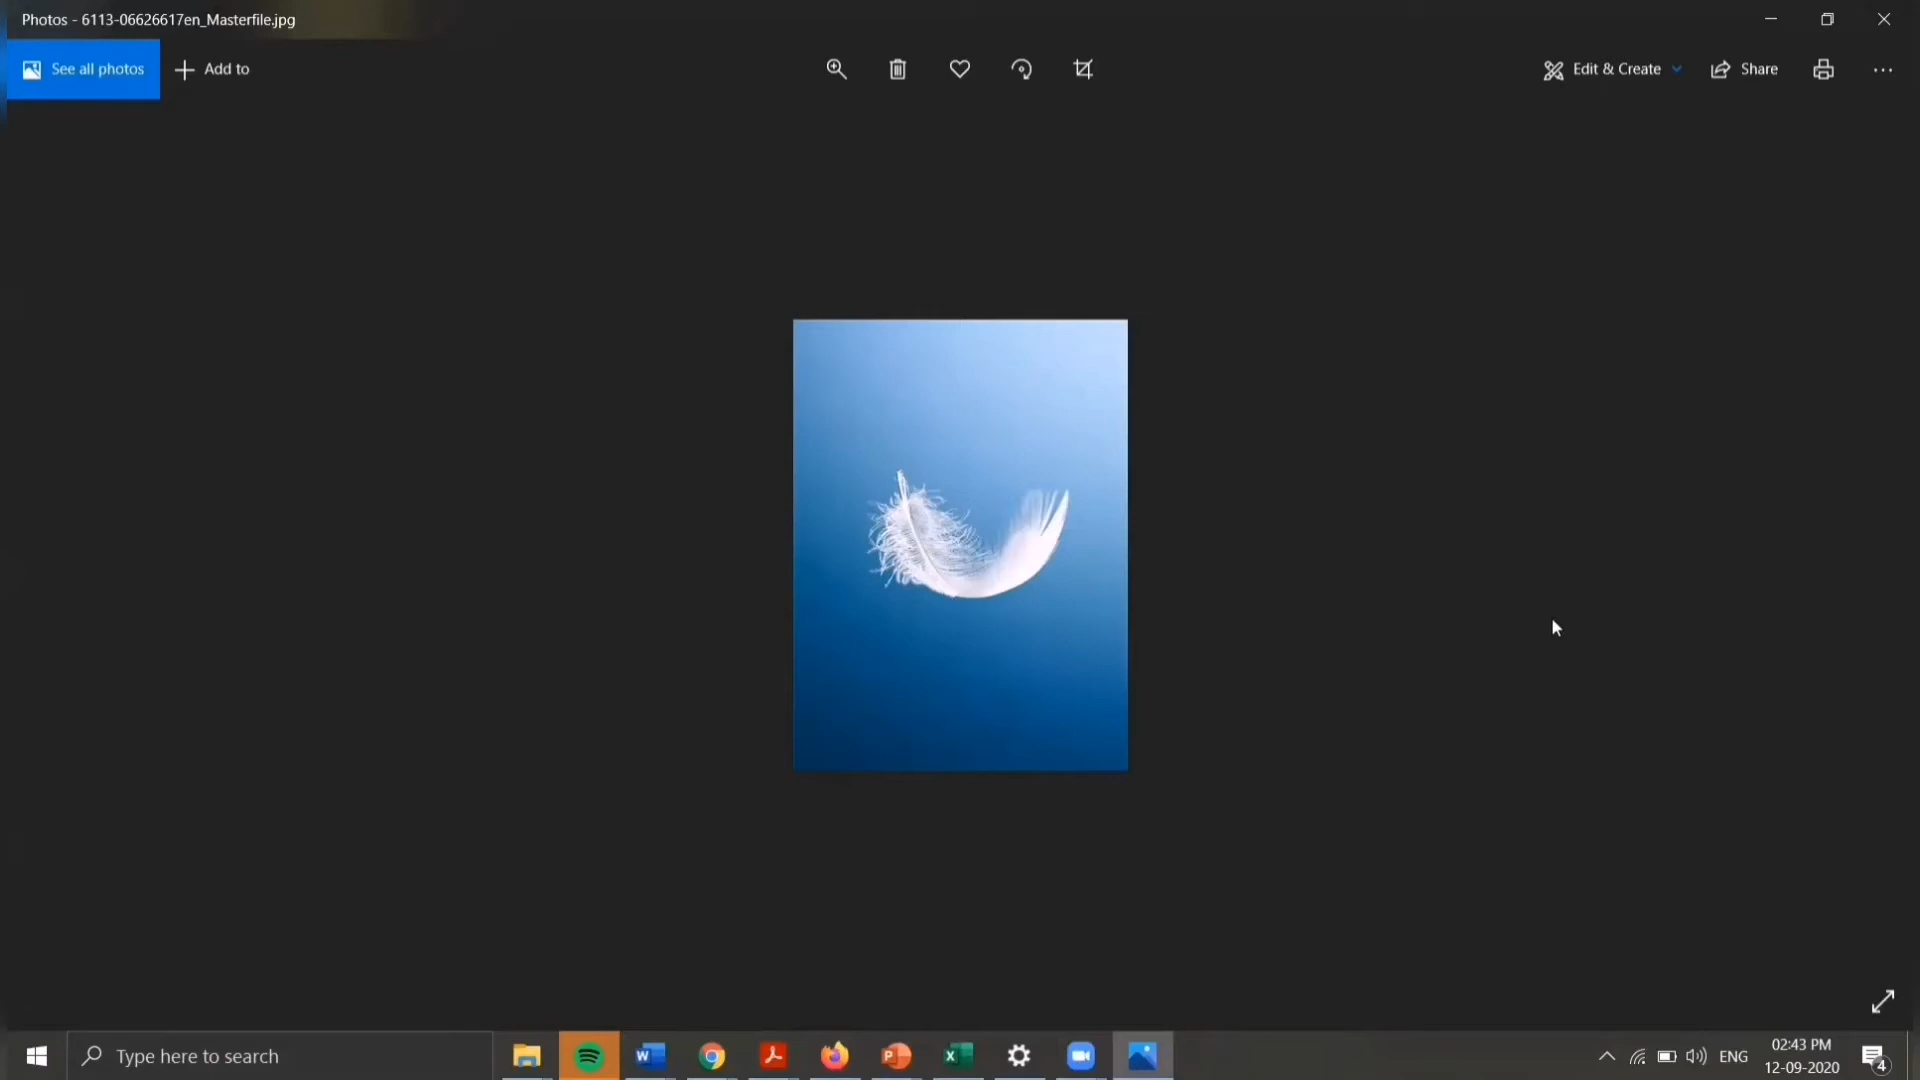 Photos - 6113-06626617en_Masterfile.jpg
See all photos
Add to
Edit & Create
Share
Type here to search
ENG
02:43 PM
12-09-2020
4